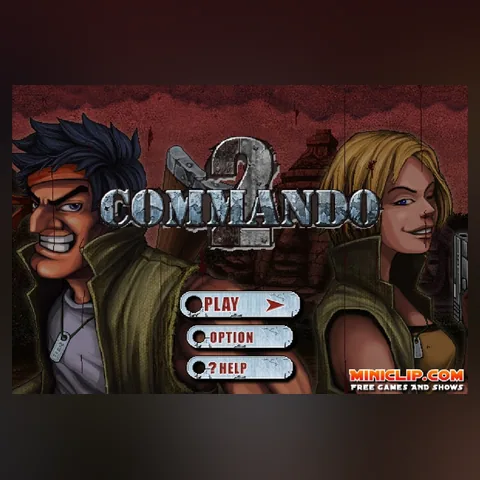 2
COMMANDO
PLAY
OPTION
? HELP
MINICLIP.COM
FREE GAMES AND SHOWS